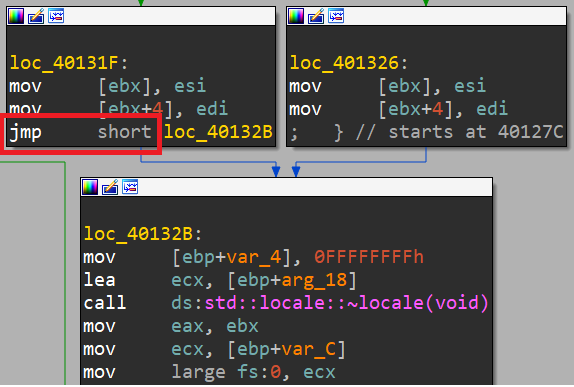 loc_40131F:
mov [ebx], esi
mov [ebx+4], edi
jmp short loc_40132B
loc_401326:
mov [ebx], esi
mov [ebx+4], edi
; } // starts at 40127C
loc_40132B:
mov [ebp+var_4], 0FFFFFFFFh
lea ecx, [ebp+arg_18]
call ds:std::locale::~locale(void)
mov eax, ebx
mov ecx, [ebp+var_C]
mov large fs:0, ecx